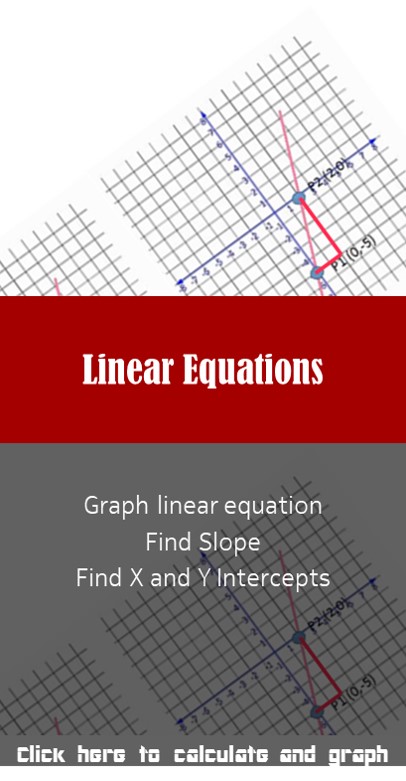 P2(2,0)
P1(0,-5)
Linear Equations
Graph linear equation
Find Slope
Find X and Y Intercepts
P2(2,0)
P1(0,-5)
Click here to calculate and graph